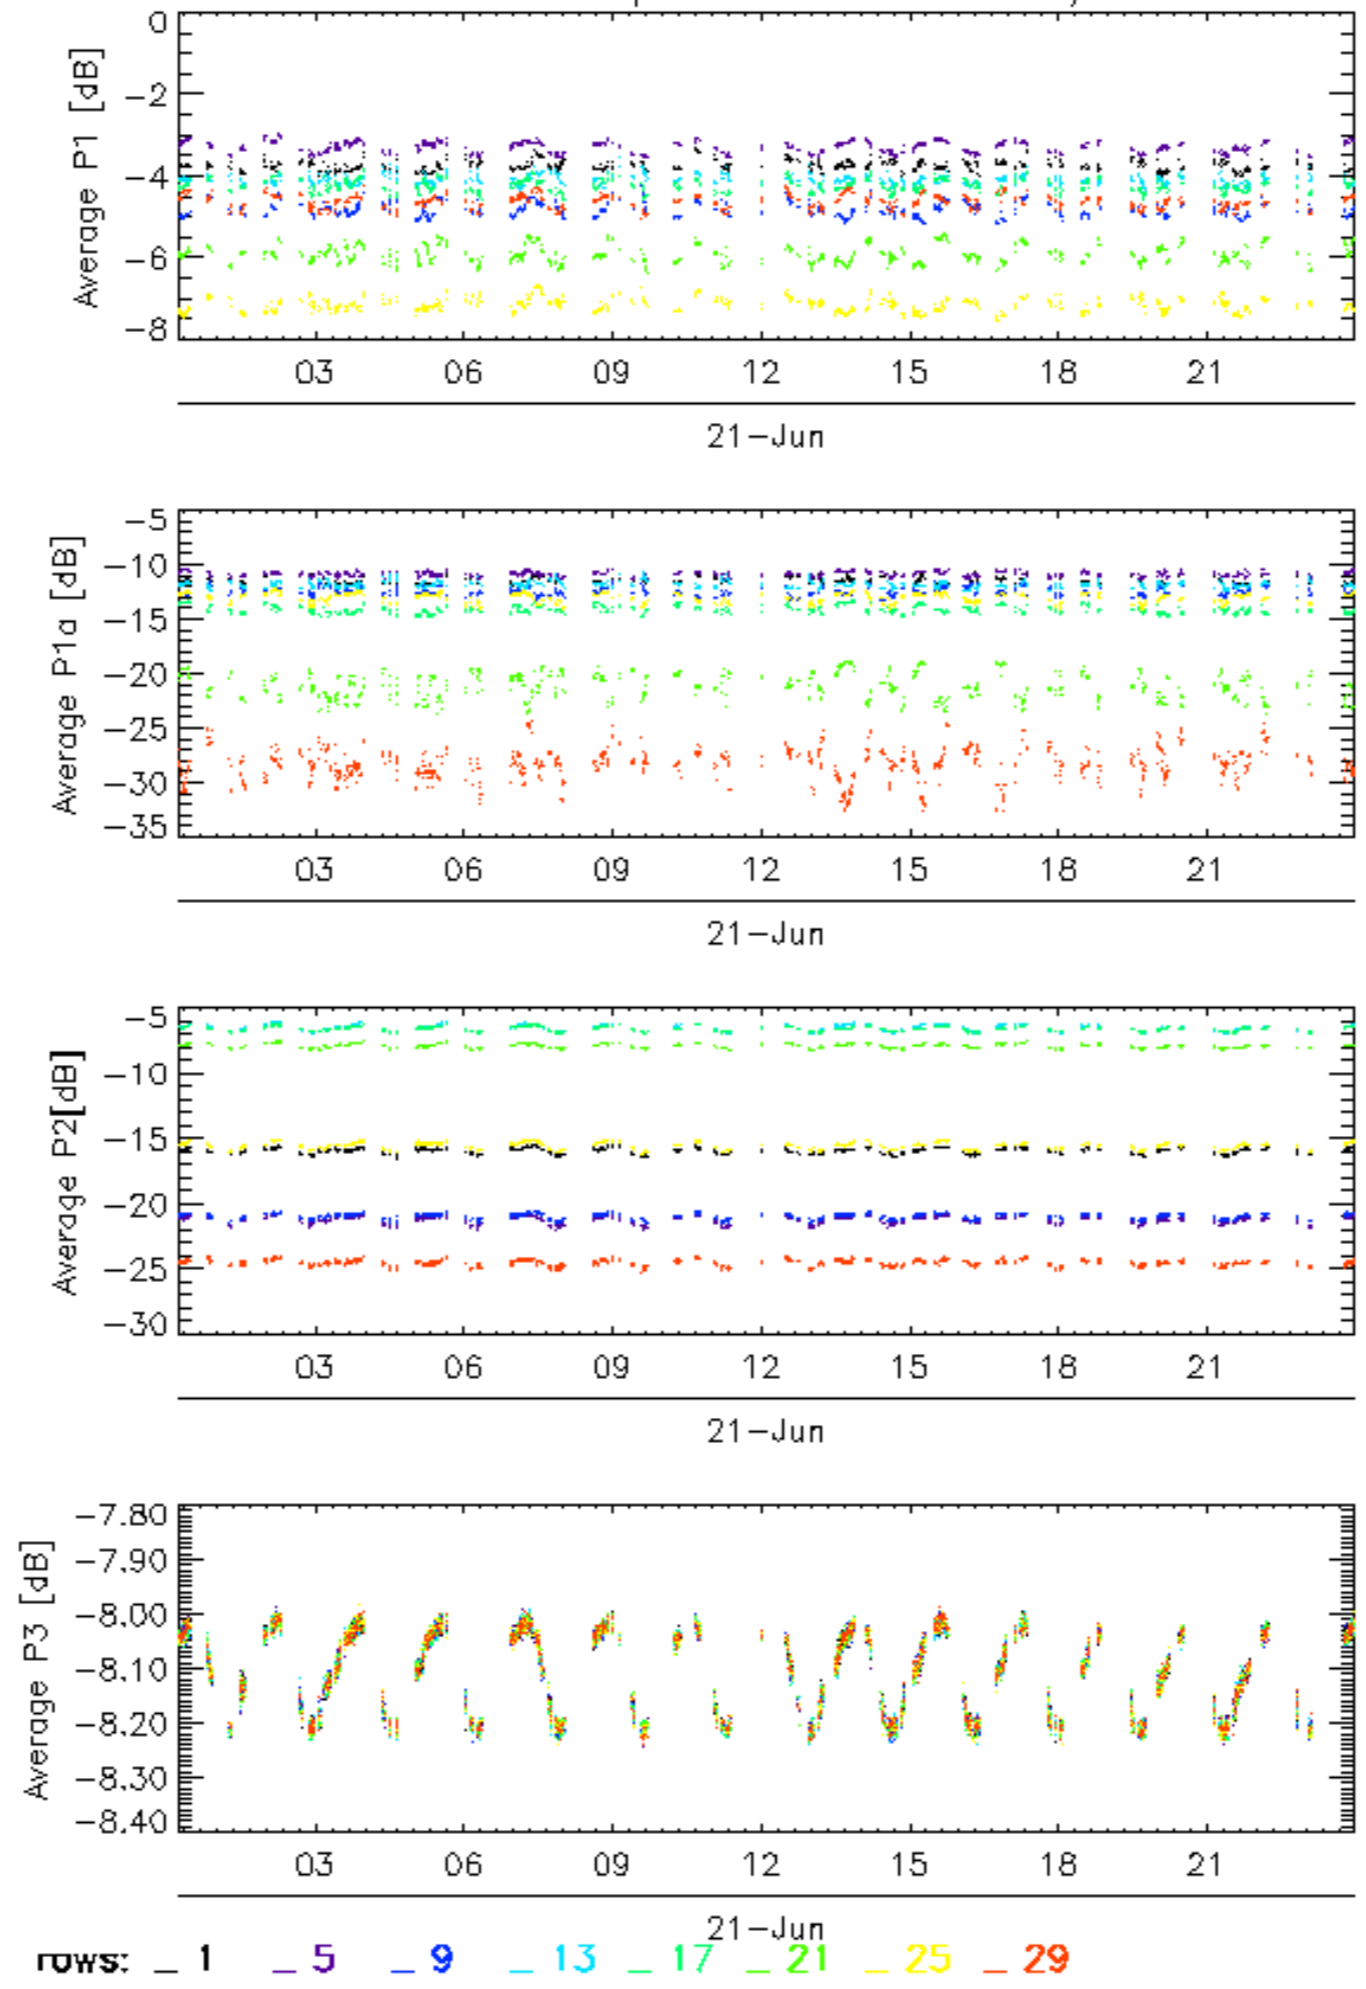 0
-2
-4
-6
-8
Average P1 [dB]
03 06 09 12 15 18 21
21-Jun
-5
-10
-15
-20
-25
-30
-35
Average P1a [dB]
03 06 09 12 15 18 21
21-Jun
-5
-10
-15
-20
-25
-30
Average P2[dB]
03 06 09 12 15 18 21
21-Jun
-7.80
-7.90
-8.00
-8.10
-8.20
-8.30
-8.40
Average P3 [dB]
03 06 09 12 15 18 21
21-Jun
rows: _ 1 _ 5 _ 9 _ 13 _ 17 _ 21 _ 25 _ 29